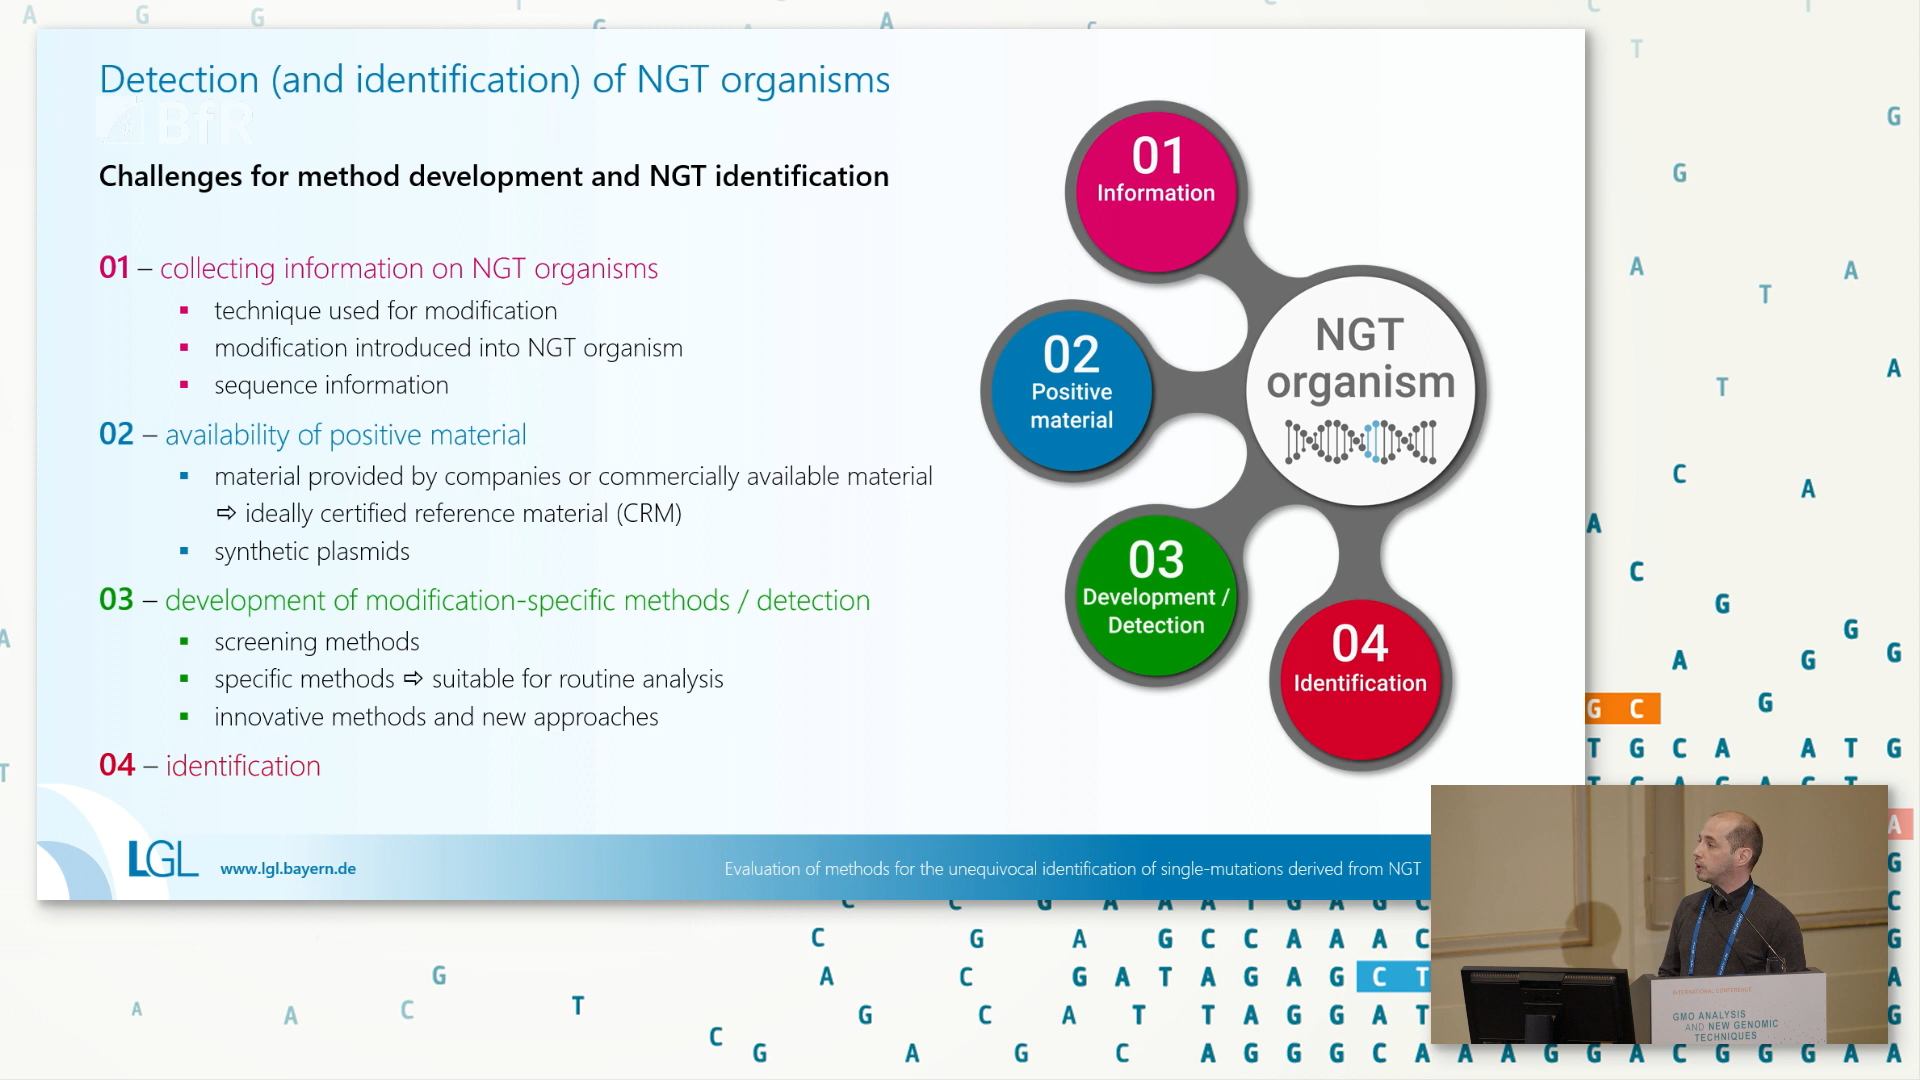 Detection (and identification) of NGT organisms
BfR
Challenges for method development and NGT identification
01 – collecting information on NGT organisms
▪ technique used for modification
▪ modification introduced into NGT organism
▪ sequence information
02 – availability of positive material
▪ material provided by companies or commercially available material
⇨ ideally certified reference material (CRM)
▪ synthetic plasmids
03 – development of modification-specific methods / detection
▪ screening methods
▪ specific methods ⇨ suitable for routine analysis
▪ innovative methods and new approaches
04 – identification
01
Information
02
Positive
material
03
Development /
Detection
04
Identification
NGT
organism
LGL
www.lgl.bayern.de
Evaluation of methods for the unequivocal identification of single-mutations derived from NGT
INTERNATIONAL CONFERENCE
GMO ANALYSIS
AND NEW GENOMIC
TECHNIQUES
G C
T G C A A T G
C G A G C C A A A C
G A C G A T A G A G C T
A A C T G C A T T A G G A T
C G A G C A G G G C A A A G G A C G G G A A